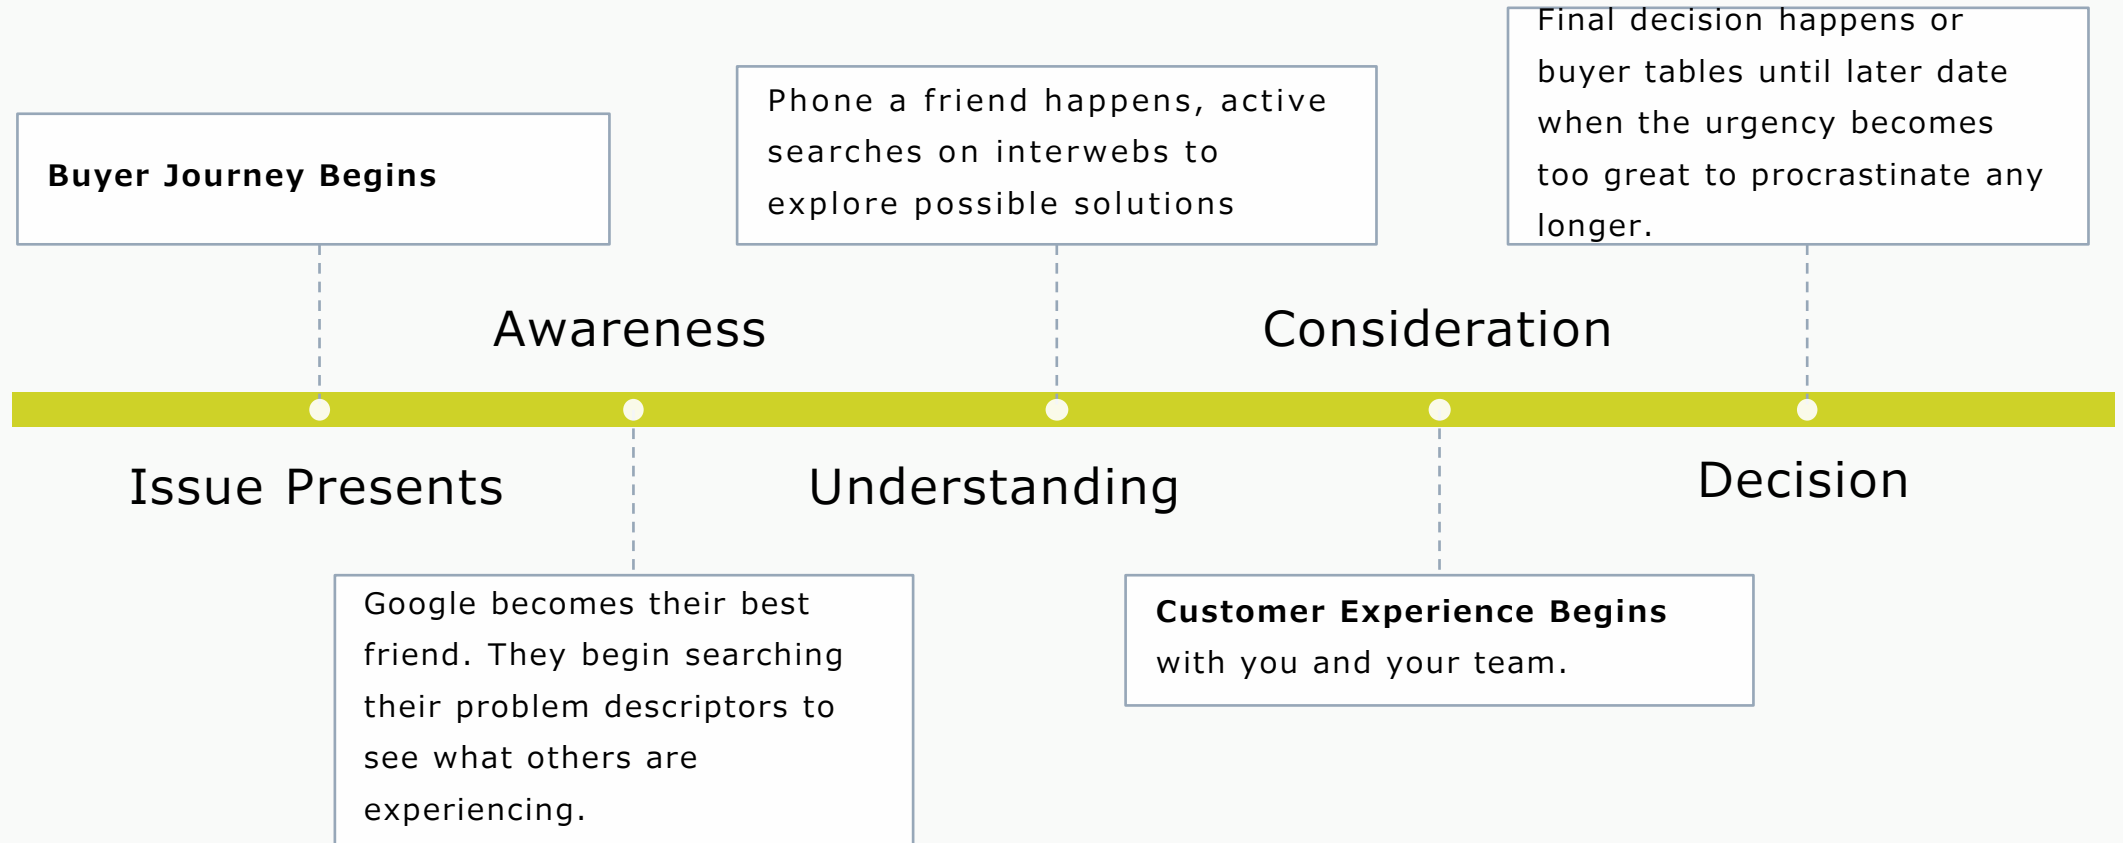 Buyer Journey Begins
Phone a friend happens, active
searches on interwebs to
explore possible solutions
Final decision happens or
buyer tables until later date
when the urgency becomes
too great to procrastinate any
longer.
Awareness
Consideration
Issue Presents
Understanding
Decision
Google becomes their best
friend. They begin searching
their problem descriptors to
see what others are
experiencing.
Customer Experience Begins
with you and your team.